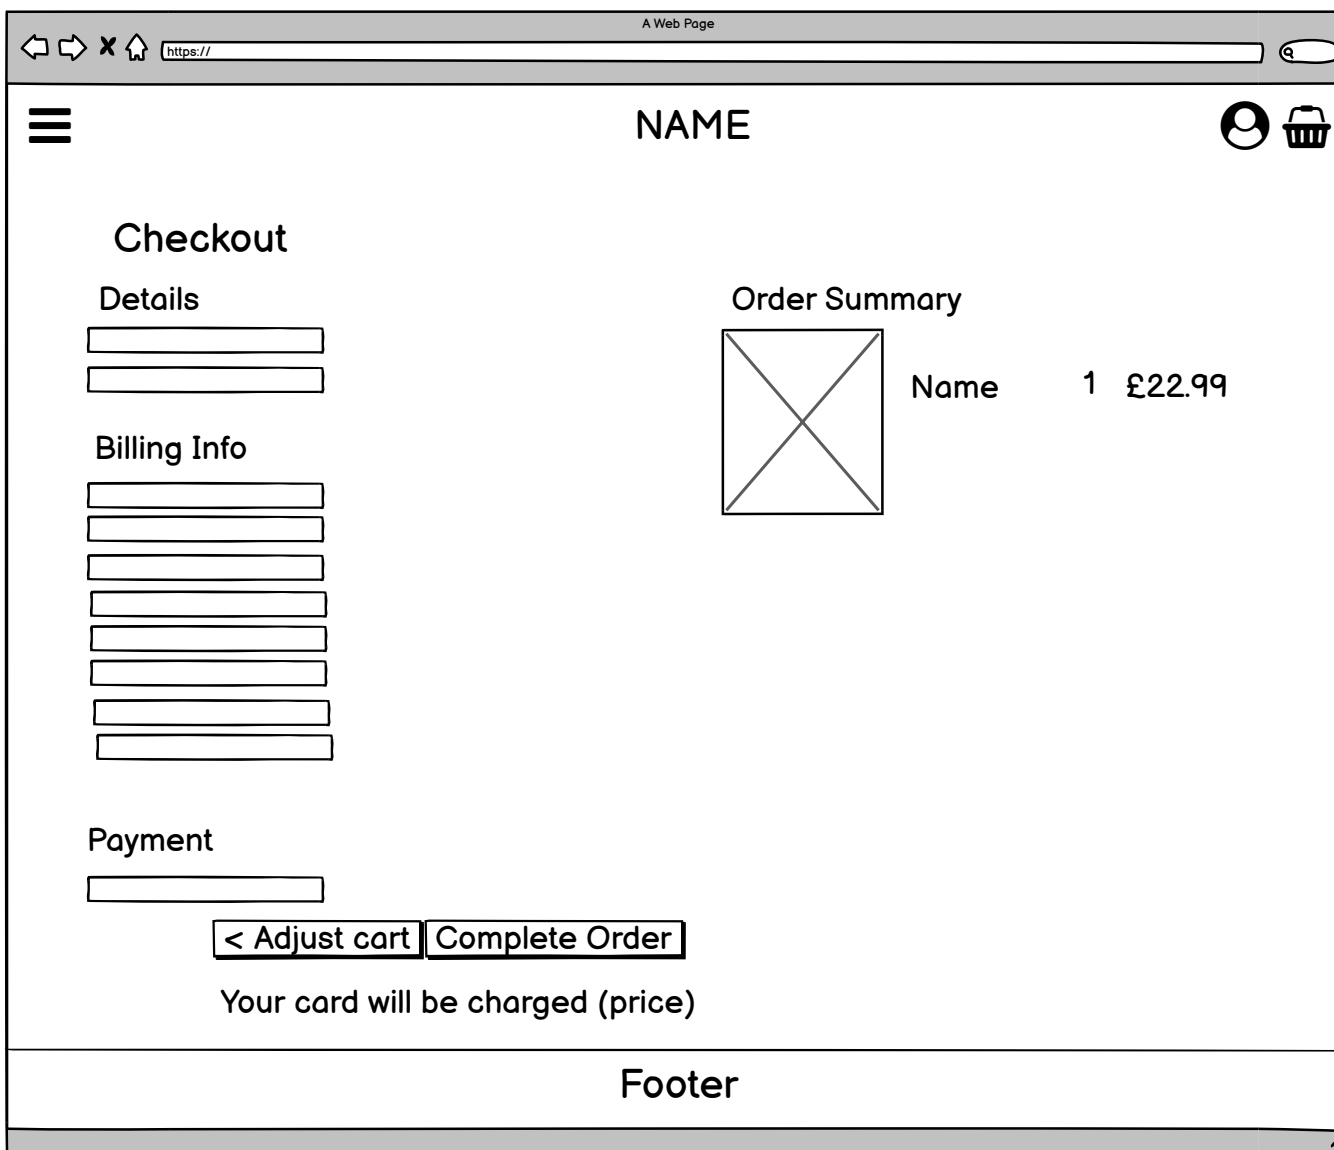 A Web Page
https://
NAME
Checkout
Details
Order Summary
Name 1 £22.99
Billing Info
Payment
< Adjust cart Complete Order
Your card will be charged (price)
Footer